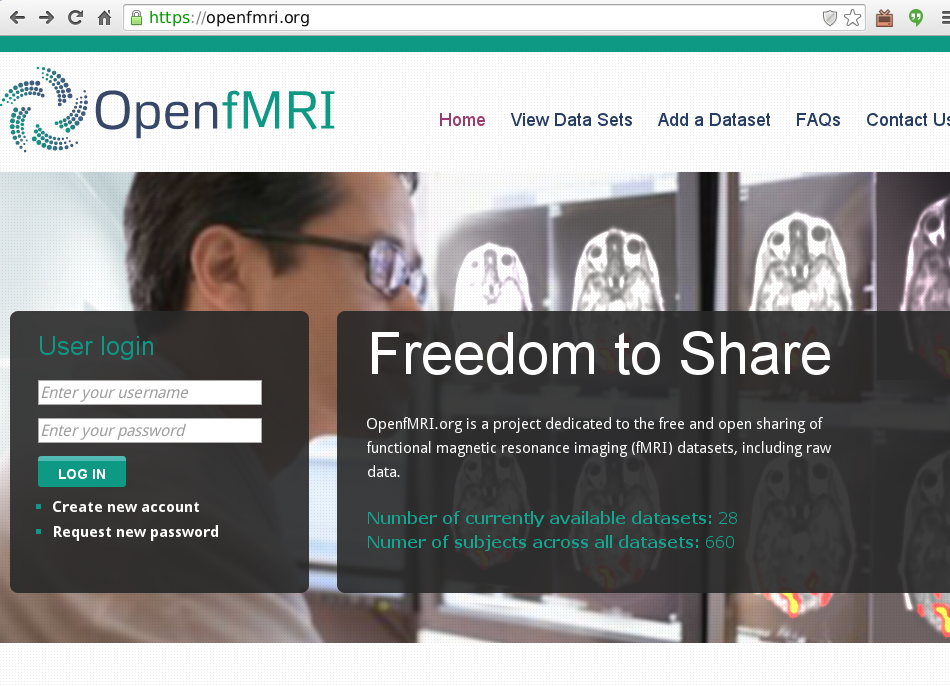 https://openfmri.org
OpenfMRI
Home View Data Sets Add a Dataset FAQs Contact Us
User login
Enter your username
Enter your password
LOG IN
Create new account
Request new password
Freedom to Share
OpenfMRI.org is a project dedicated to the free and open sharing of
functional magnetic resonance imaging (fMRI) datasets, including raw
data.
Number of currently available datasets: 28
Numer of subjects across all datasets: 660